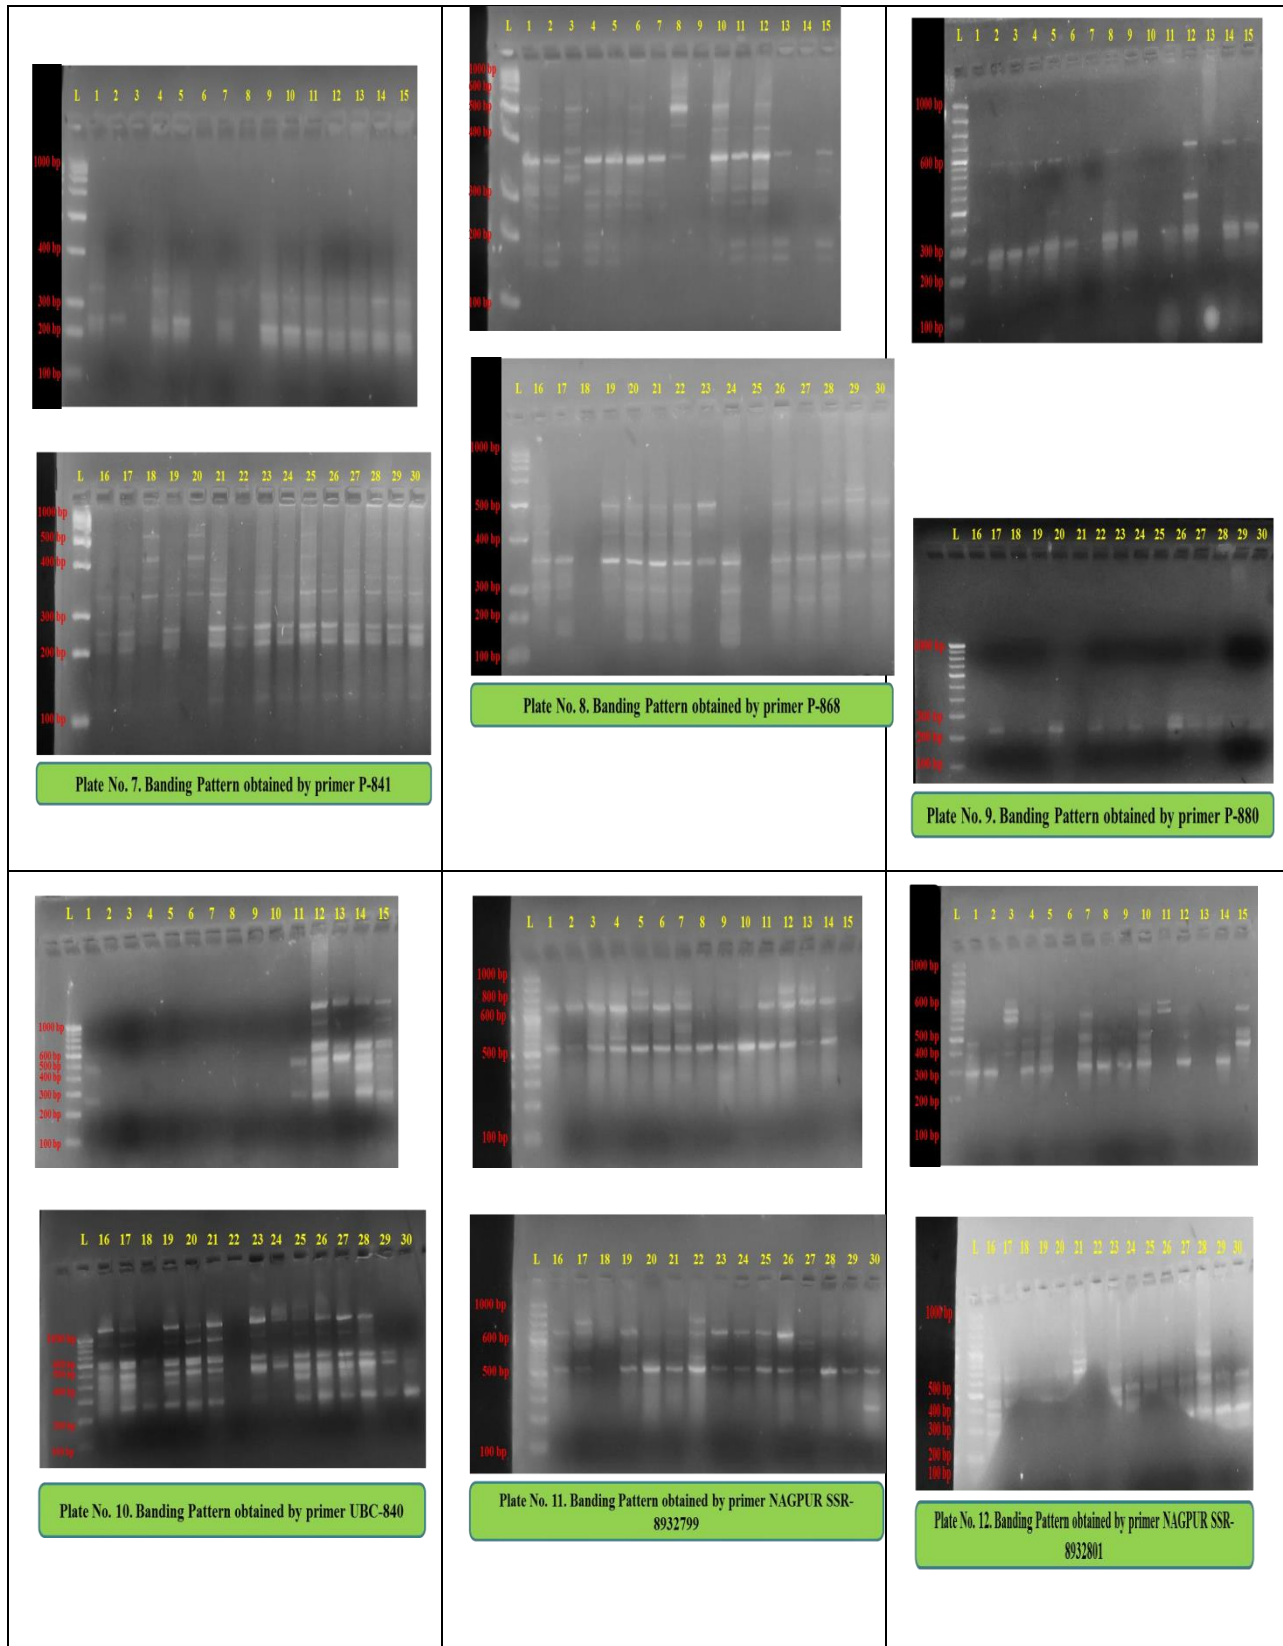 L 1 2 3 4 5 6 7 8 9 10 11 12 13 14 15
1000 bp
400 bp
300 bp
200 bp
100 bp
L 16 17 18 19 20 21 22 23 24 25 26 27 28 29 30
1000 bp
500 bp
400 bp
300 bp
200 bp
100 bp
Plate No. 7. Banding Pattern obtained by primer P-841
L 1 2 3 4 5 6 7 8 9 10 11 12 13 14 15
1000 bp
500 bp
300 bp
200 bp
100 bp
L 16 17 18 19 20 21 22 23 24 25 26 27 28 29 30
1000 bp
500 bp
400 bp
300 bp
200 bp
100 bp
Plate No. 8. Banding Pattern obtained by primer P-868
L 1 2 3 4 5 6 7 8 9 10 11 12 13 14 15
1000 bp
600 bp
300 bp
200 bp
100 bp
L 16 17 18 19 20 21 22 23 24 25 26 27 28 29 30
Plate No. 9. Banding Pattern obtained by primer P-880
L 1 2 3 4 5 6 7 8 9 10 11 12 13 14 15
1000 bp
600 bp
500 bp
400 bp
300 bp
200 bp
100 bp
L 16 17 18 19 20 21 22 23 24 25 26 27 28 29 30
Plate No. 10. Banding Pattern obtained by primer UBC-840
L 1 2 3 4 5 6 7 8 9 10 11 12 13 14 15
1000 bp
800 bp
600 bp
500 bp
100 bp
L 16 17 18 19 20 21 22 23 24 25 26 27 28 29 30
1000 bp
600 bp
500 bp
100 bp
Plate No. 11. Banding Pattern obtained by primer NAGPUR SSR-
8932799
L 1 2 3 4 5 6 7 8 9 10 11 12 13 14 15
1000 bp
600 bp
500 bp
400 bp
300 bp
200 bp
100 bp
L 16 17 18 19 20 21 22 23 24 25 26 27 28 29 30
1000 bp
500 bp
400 bp
300 bp
200 bp
100 bp
Plate No. 12. Banding Pattern obtained by primer NAGPUR SSR-
8932801